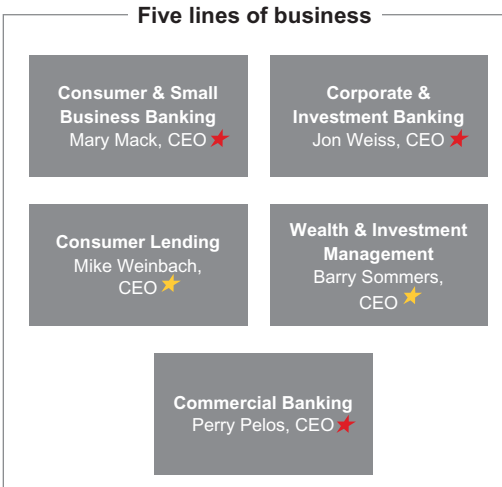 Five lines of business
Consumer & Small
Business Banking
Mary Mack, CEO
Corporate &
Investment Banking
Jon Weiss, CEO
Consumer Lending
Mike Weinbach,
CEO
Wealth & Investment
Management
Barry Sommers,
CEO
Commercial Banking
Perry Pelos, CEO